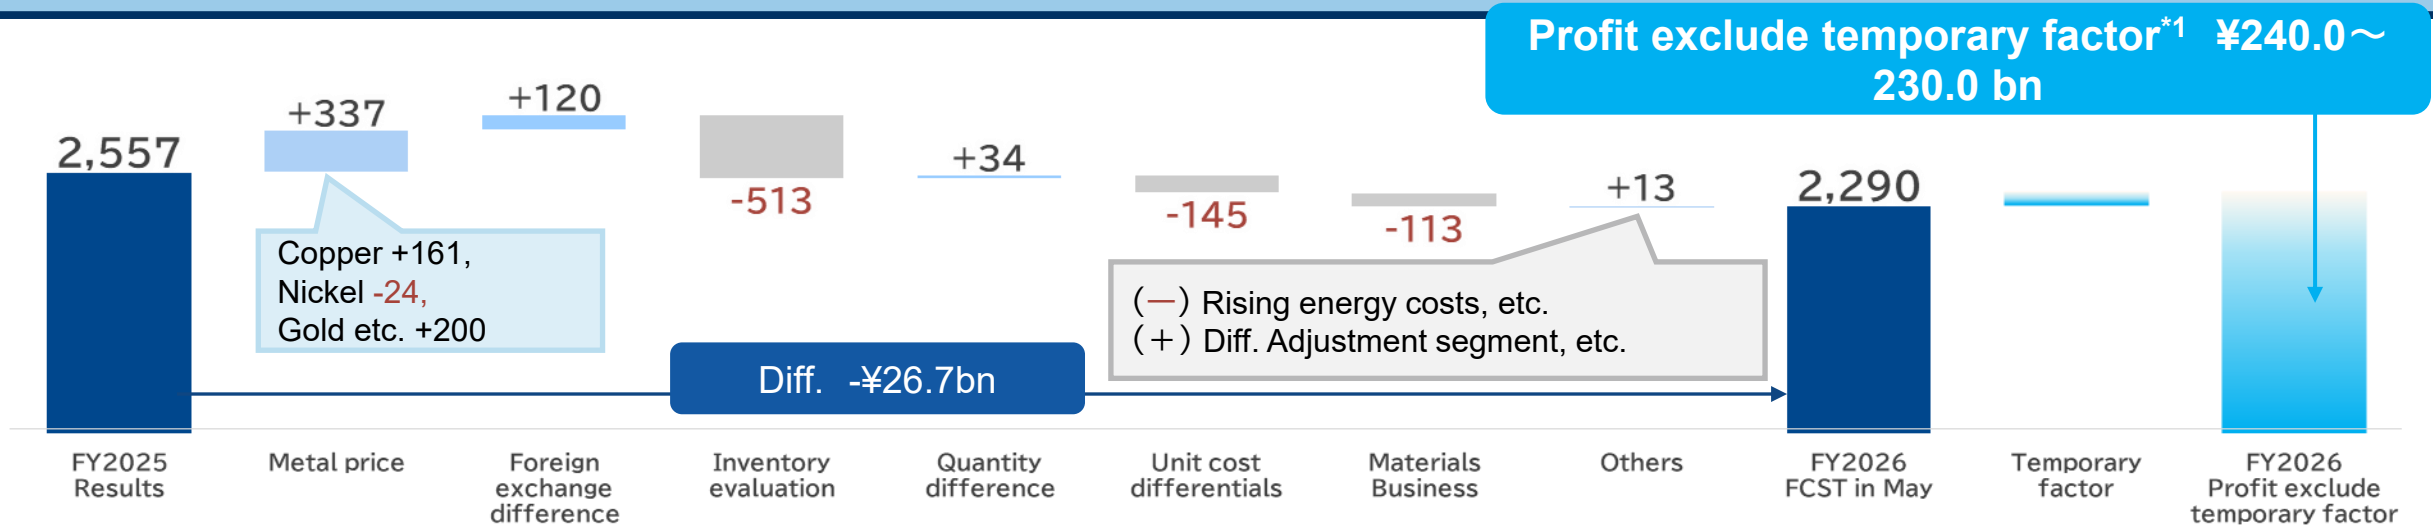 Profit exclude temporary factor*1 ¥240.0～
230.0 bn
2,557
+337
+120
-513
+34
-145
-113
+13
2,290
Copper +161,
Nickel -24,
Gold etc. +200
(－) Rising energy costs, etc.
(＋) Diff. Adjustment segment, etc.
Diff. -¥26.7bn
FY2025
Results
Metal price
Foreign
exchange
difference
Inventory
evaluation
Quantity
difference
Unit cost
differentials
Materials
Business
Others
FY2026
FCST in May
Temporary
factor
FY2026
Profit exclude
temporary factor